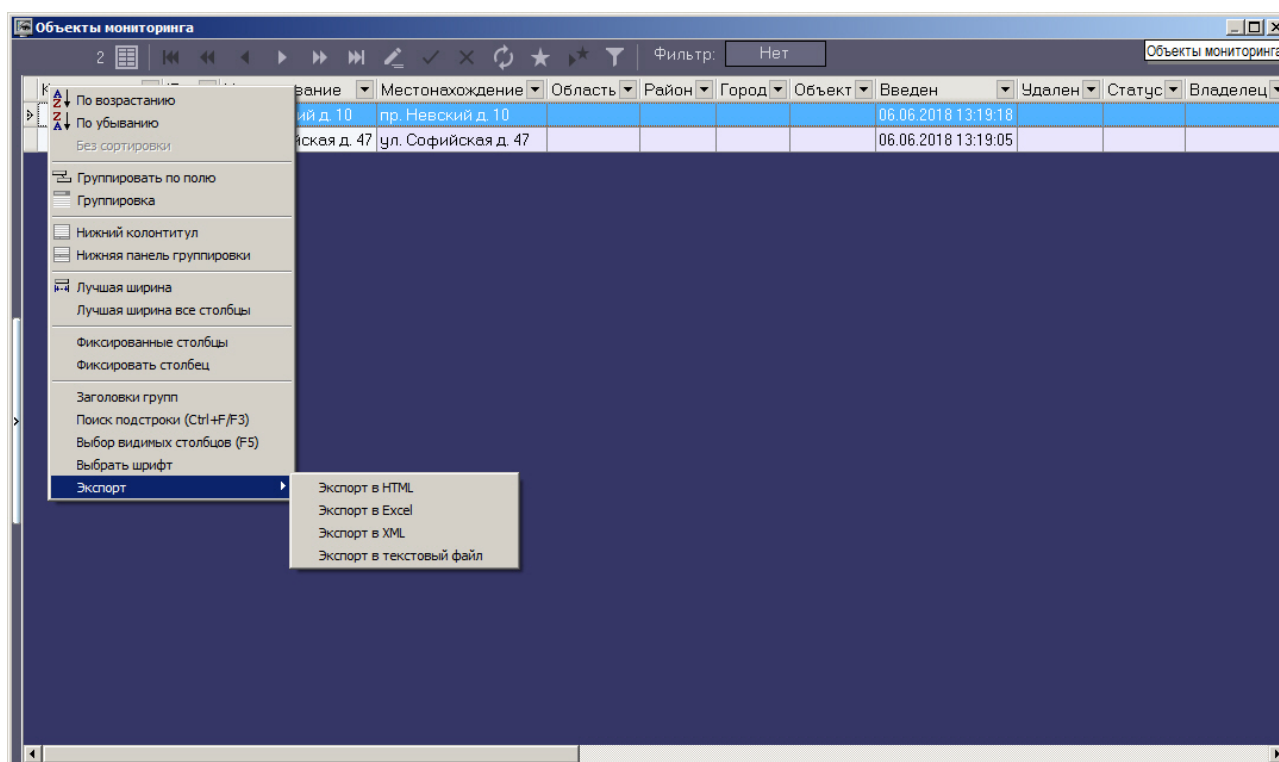 Объекты мониторинга
2 Фильтр: Нет
Объекты мониторинга
Местонахождение Область Район Город Объект Введен Удален Статус Владелец
д. 10 пр. Невский д. 10 06.06.2018 13:19:18
д. 47 ул. Софийская д. 47 06.06.2018 13:19:05
По возрастанию
По убыванию
Без сортировки
Группировать по полю
Группировка
Нижний колонтитул
Нижняя панель группировки
Лучшая ширина
Лучшая ширина все столбцы
Фиксированные столбцы
Фиксировать столбец
Заголовки групп
Поиск подстроки (Ctrl+F/F3)
Выбор видимых столбцов (F5)
Выбрать шрифт
Экспорт
Экспорт в HTML
Экспорт в Excel
Экспорт в XML
Экспорт в текстовый файл